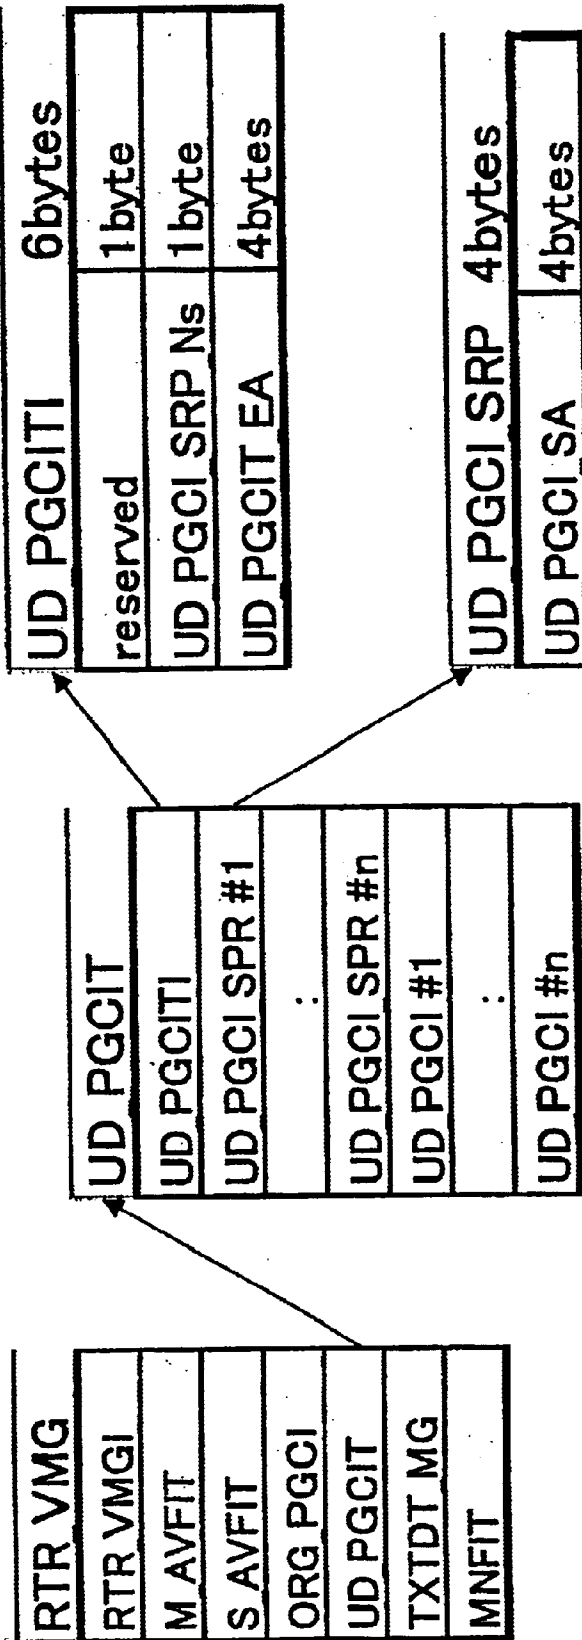 RTR VMG
RTR VMGI
M AVFIT
S AVFIT
ORG PGCI
UD PGCIT
TXTDT MG
MNFIT
UD PGCIT
UD PGCITI
UD PGCI SPR #1
:
UD PGCI SPR #n
UD PGCI #1
:
UD PGCI #n
UD PGCITI 6bytes
reserved 1byte
UD PGCI SRP Ns 1byte
UD PGCIT EA 4bytes
UD PGCI SRP 4bytes
UD PGCI SA 4bytes